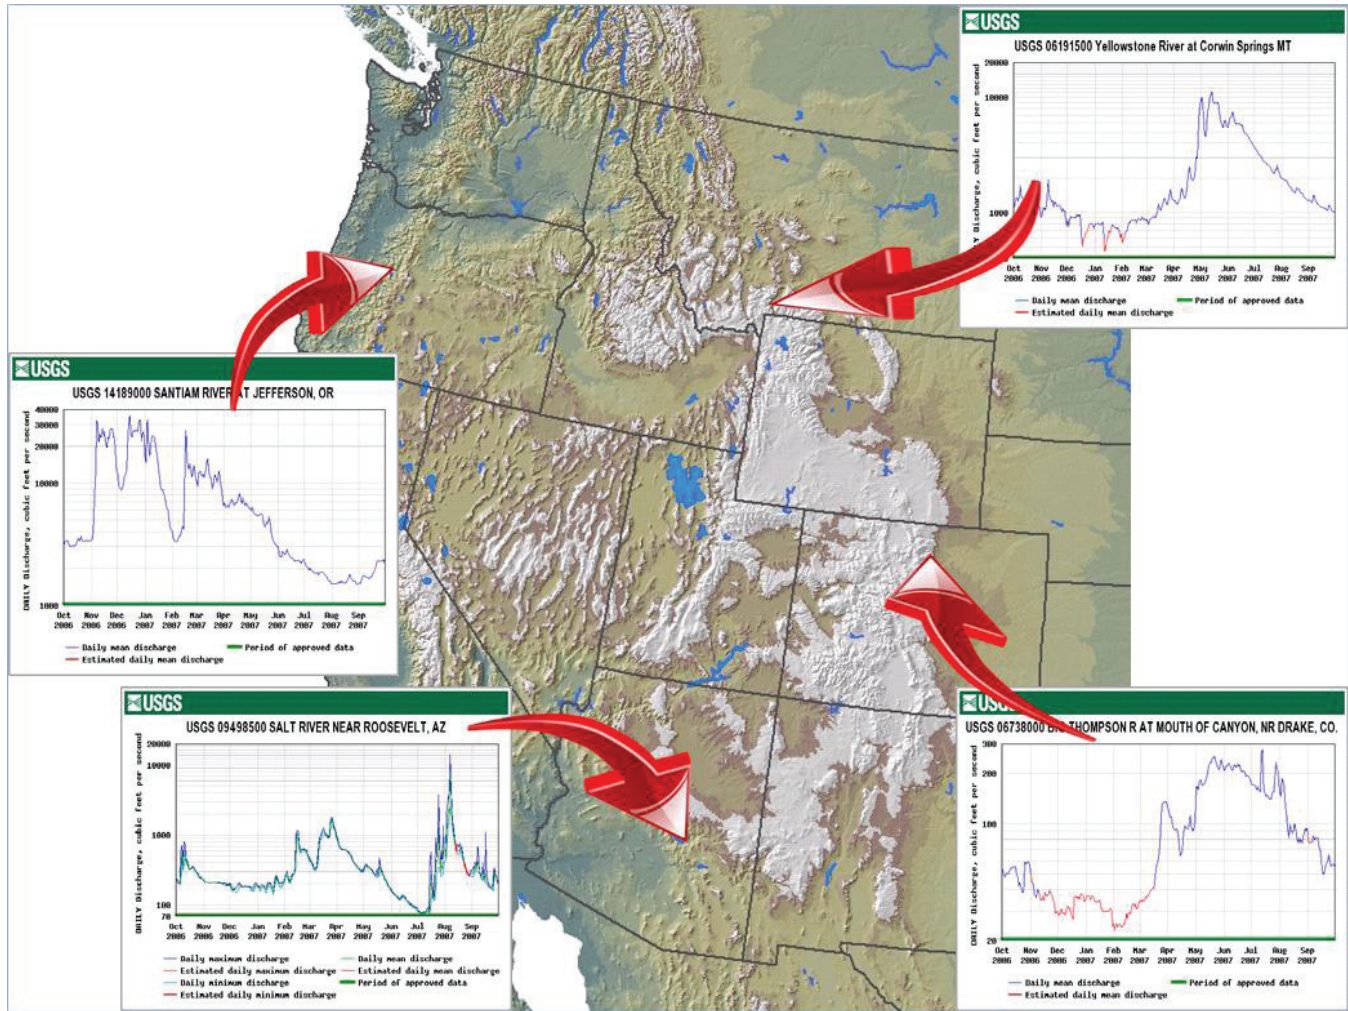 USGS
USGS 06191500 Yellowstone River at Corwin Springs MT
DAILY Discharge, cubic feet per second
20000
10000
1000
Oct 2006
Nov 2006
Dec 2006
Jan 2007
Feb 2007
Mar 2007
Apr 2007
May 2007
Jun 2007
Jul 2007
Aug 2007
Sep 2007
Daily mean discharge
Period of approved data
Estimated daily mean discharge
USGS
USGS 14189000 SANTIAM RIVER AT JEFFERSON, OR
DAILY Discharge, cubic feet per second
40000
30000
20000
10000
1000
Oct 2006
Nov 2006
Dec 2006
Jan 2007
Feb 2007
Mar 2007
Apr 2007
May 2007
Jun 2007
Jul 2007
Aug 2007
Sep 2007
Daily mean discharge
Period of approved data
Estimated daily mean discharge
USGS
USGS 09498500 SALT RIVER NEAR ROOSEVELT, AZ
DAILY Discharge, cubic feet per second
20000
10000
1000
100
70
Oct 2006
Nov 2006
Dec 2006
Jan 2007
Feb 2007
Mar 2007
Apr 2007
May 2007
Jun 2007
Jul 2007
Aug 2007
Sep 2007
Daily maximum discharge
Daily mean discharge
Estimated daily maximum discharge
Estimated daily mean discharge
Daily minimum discharge
Period of approved data
Estimated daily minimum discharge
USGS
USGS 06738000 THOMPSON R AT MOUTH OF CANYON, NR DRAKE, CO.
DAILY Discharge, cubic feet per second
300
200
100
20
Oct 2006
Nov 2006
Dec 2006
Jan 2007
Feb 2007
Mar 2007
Apr 2007
May 2007
Jun 2007
Jul 2007
Aug 2007
Sep 2007
Daily mean discharge
Period of approved data
Estimated daily mean discharge